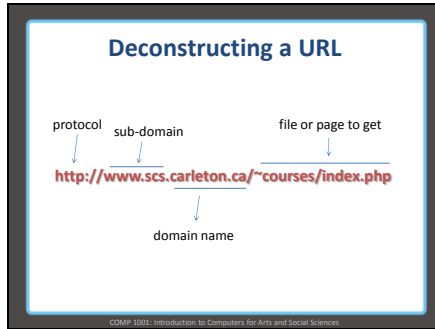 Deconstructing a URL
protocol
sub-domain
file or page to get
http://www.scs.carleton.ca/~courses/index.php
domain name
COMP 1001: Introduction to Computers for Arts and Social Sciences